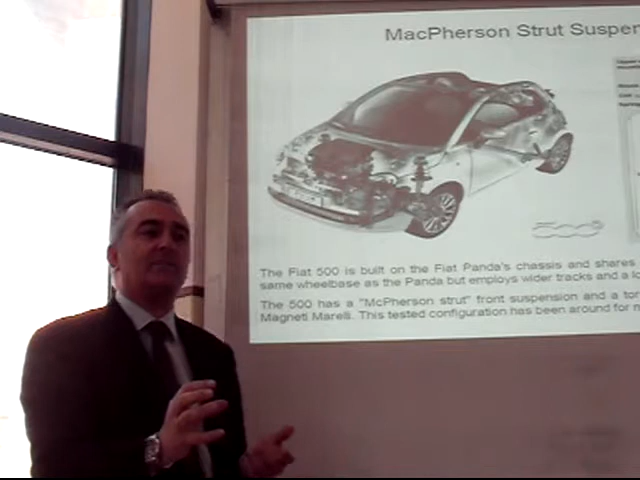 MacPherson Strut Suspen
The Fiat 500 is built on the Fiat Panda's chassis and shares
same wheelbase as the Panda but employs wider tracks and a lo
The 500 has a "McPherson strut" front suspension and a tor
Magneti Marelli. This tested configuration has been around for m